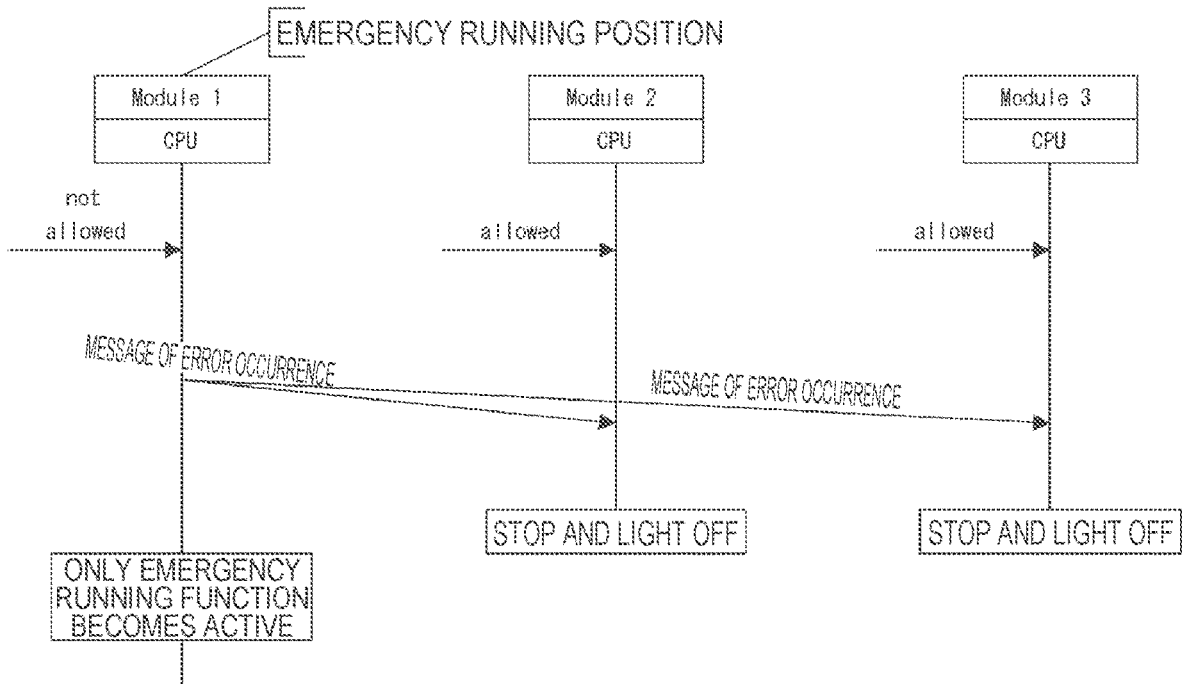 EMERGENCY RUNNING POSITION
Module 1
CPU
Module 2
CPU
Module 3
CPU
not
allowed
allowed
allowed
MESSAGE OF ERROR OCCURRENCE
MESSAGE OF ERROR OCCURRENCE
STOP AND LIGHT OFF
STOP AND LIGHT OFF
ONLY EMERGENCY
RUNNING FUNCTION
BECOMES ACTIVE